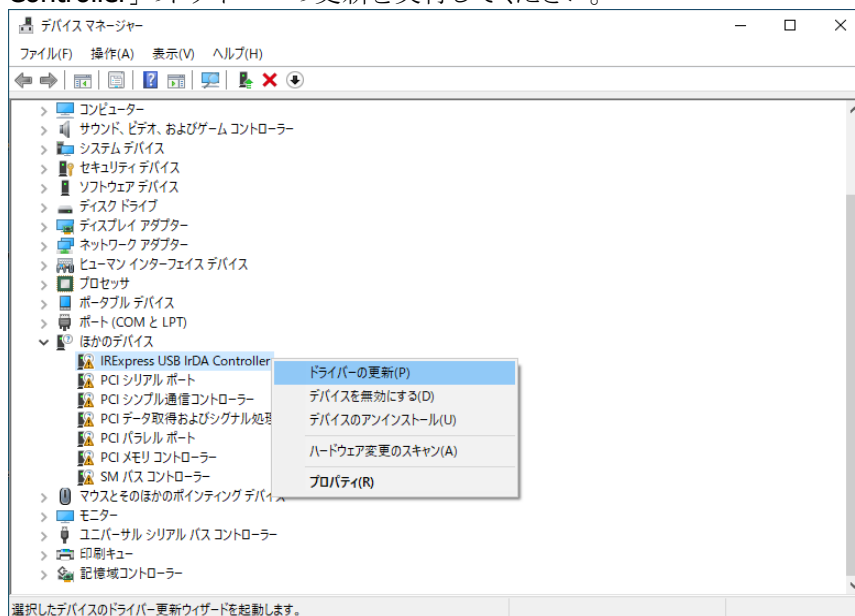 Controller」のドライバーの更新を実行してください。
デバイス マネージャー
ファイル(F) 操作(A) 表示(V) ヘルプ(H)
コンピューター
サウンド、ビデオ、およびゲーム コントローラー
システム デバイス
セキュリティ デバイス
ソフトウェア デバイス
ディスク ドライブ
ディスプレイ アダプター
ネットワーク アダプター
ヒューマン インターフェイス デバイス
プロセッサ
ポータブル デバイス
ポート (COM と LPT)
ほかのデバイス
IRExpress USB IrDA Controller
PCI シリアル ポート
PCI シンプル通信コントローラー
PCI データ取得およびシグナル処理
PCI パラレル ポート
PCI メモリ コントローラー
SM バス コントローラー
ドライバーの更新(P)
デバイスを無効にする(D)
デバイスのアンインストール(U)
ハードウェア変更のスキャン(A)
プロパティ(R)
マウスとそのほかのポインティング デバイス
モニター
ユニバーサル シリアル バス コントローラー
印刷キュー
記憶域コントローラー
選択したデバイスのドライバー更新ウィザードを起動します。